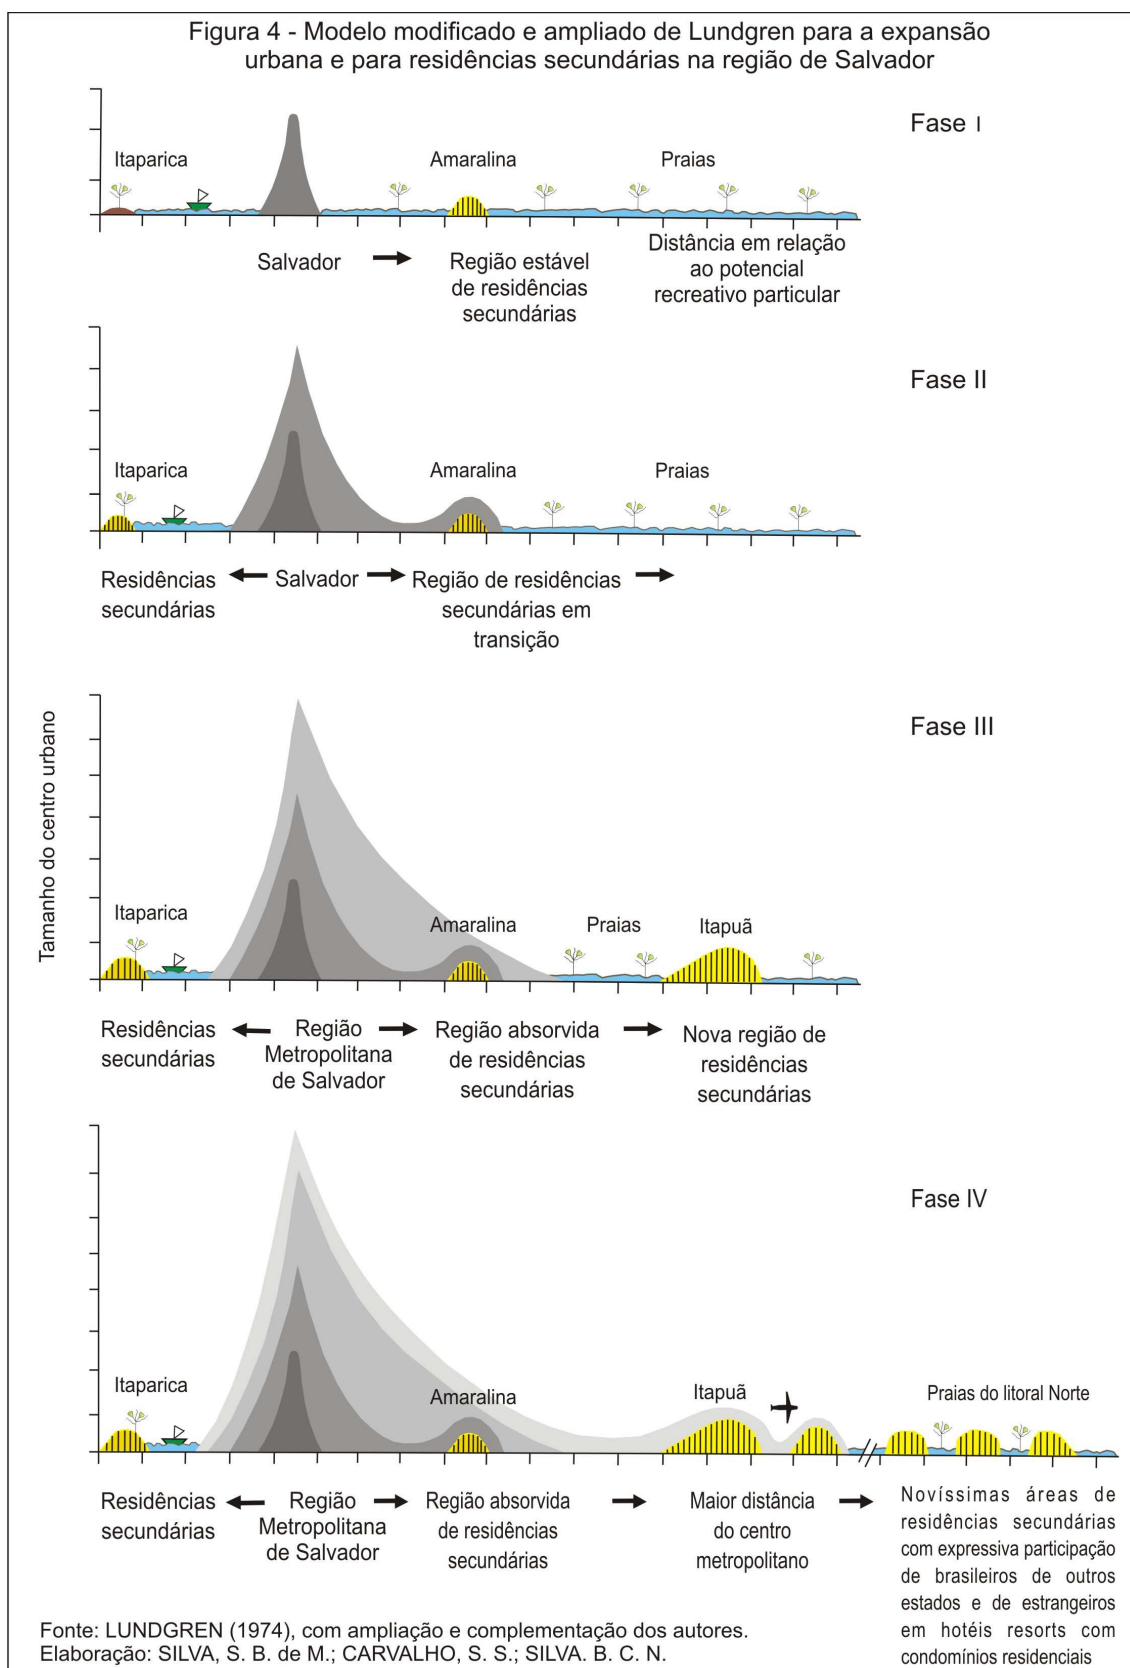 Figura 4 - Modelo modificado e ampliado de Lundgren para a expansão
urbana e para residências secundárias na região de Salvador
Fase I
Itaparica
Amaralina
Praias
Salvador
Região estável
de residências
secundárias
Distância em relação
ao potencial
recreativo particular
Fase II
Itaparica
Amaralina
Praias
Residências
secundárias
Salvador
Região de residências
secundárias em
transição
Tamanho do centro urbano
Fase III
Itaparica
Amaralina
Praias
Itapuã
Residências
secundárias
Região
Metropolitana
de Salvador
Região absorvida
de residências
secundárias
Nova região de
residências
secundárias
Fase IV
Itaparica
Amaralina
Itapuã
Praias do litoral Norte
Residências
secundárias
Região
Metropolitana
de Salvador
Região absorvida
de residências
secundárias
Maior distância
do centro
metropolitano
Novíssimas áreas de
residências secundárias
com expressiva participação
de brasileiros de outros
estados e de estrangeiros
em hotéis resorts com
condomínios residenciais
Fonte: LUNDGREN (1974), com ampliação e complementação dos autores.
Elaboração: SILVA, S. B. de M.; CARVALHO, S. S.; SILVA. B. C. N.